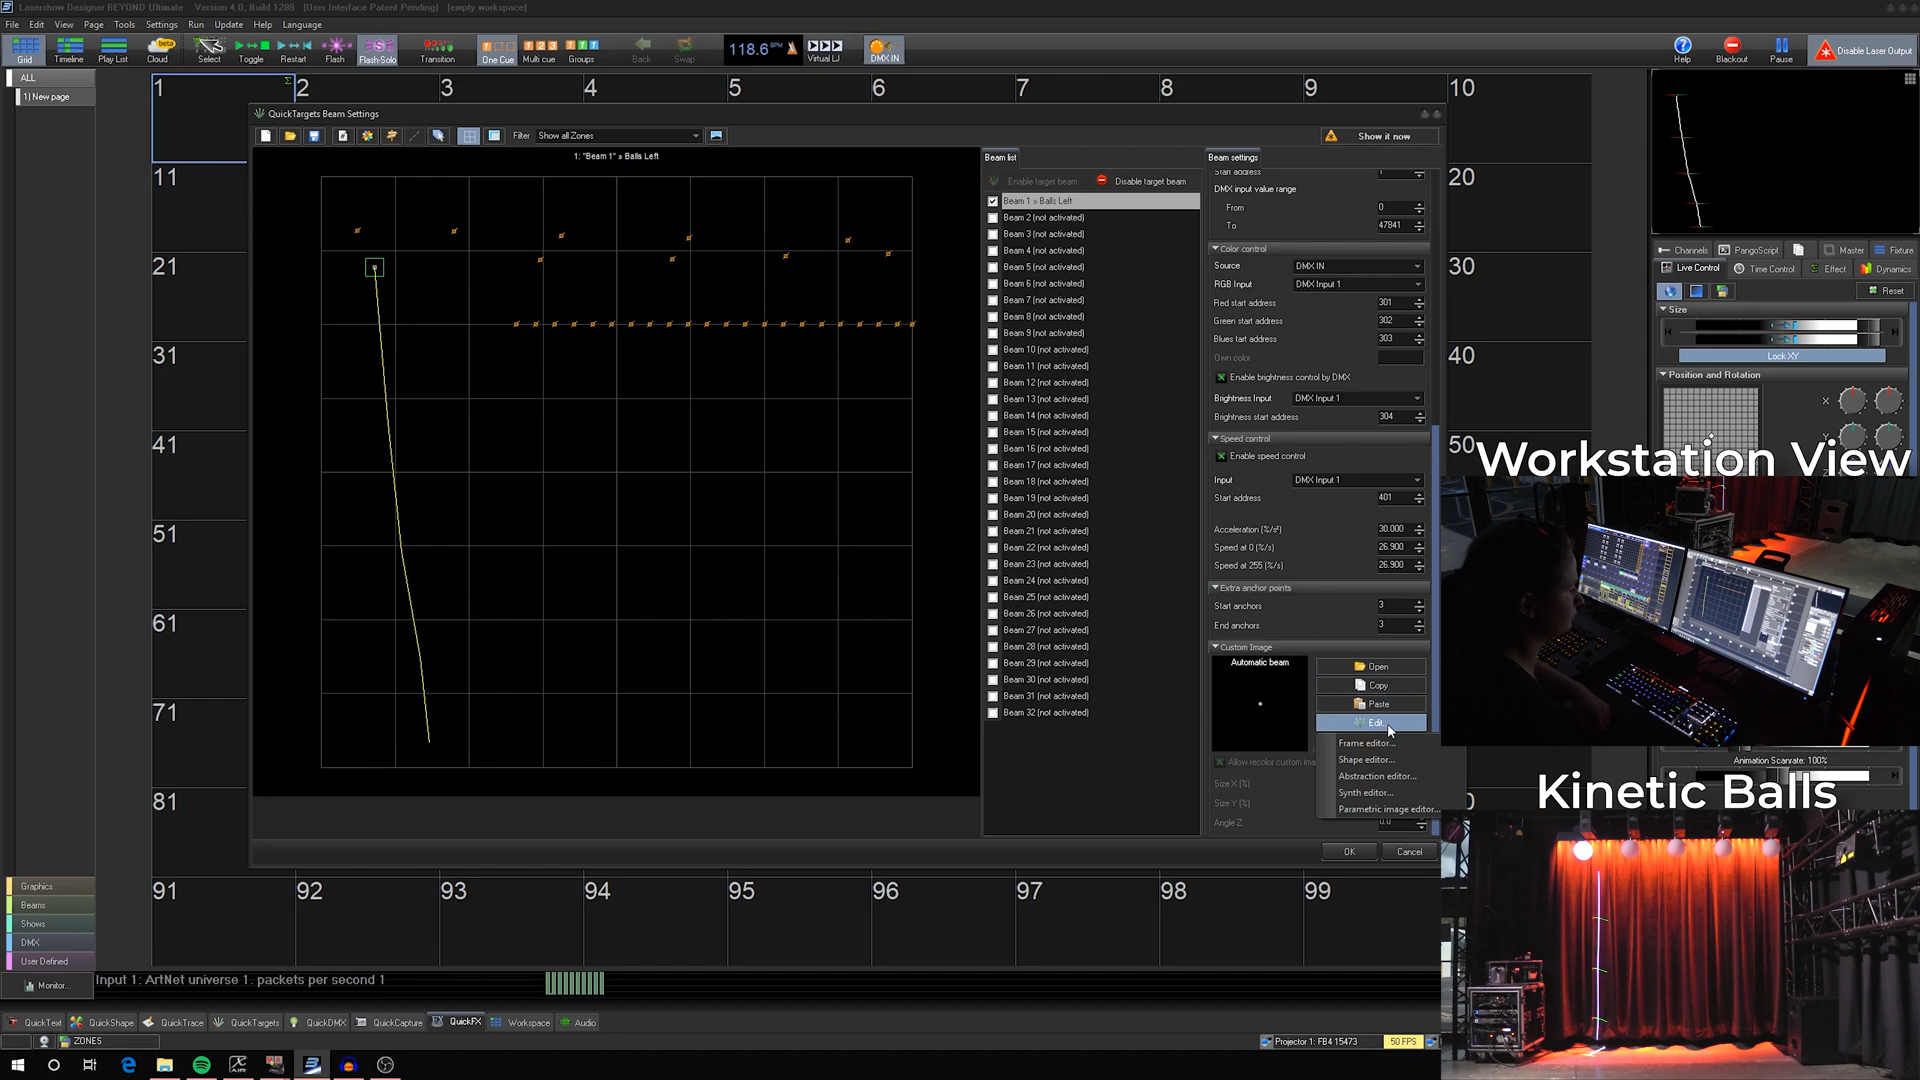 Lasershow Designer BEYOND Ultimate    Version 4.0, Build 1288    (User Interface Patent Pending)    (empty workspace)
File  Edit  View  Page  Tools  Settings  Run  Update  Help  Language
Grid  Timeline  Play List  Cloud  beta  Select  Toggle  Restart  Flash  Flash-Solo  Transition  One Cue  Multi cue  Groups  Back  Swap  118.6 BPM  Virtual LJ  DMX IN  Help  Blackout  Pause  Disable Laser Output
ALL
1) New page
1  2  3  4  5  6  7  8  9  10
QuickTargets Beam Settings
Filter  Show all Zones  Show it now
1: "Beam 1" » Balls Left
Beam list
Enable target beam  Disable target beam
Beam 1 » Balls Left
Beam 2 (not activated)
Beam 3 (not activated)
Beam 4 (not activated)
Beam 5 (not activated)
Beam 6 (not activated)
Beam 7 (not activated)
Beam 8 (not activated)
Beam 9 (not activated)
Beam 10 (not activated)
Beam 11 (not activated)
Beam 12 (not activated)
Beam 13 (not activated)
Beam 14 (not activated)
Beam 15 (not activated)
Beam 16 (not activated)
Beam 17 (not activated)
Beam 18 (not activated)
Beam 19 (not activated)
Beam 20 (not activated)
Beam 21 (not activated)
Beam 22 (not activated)
Beam 23 (not activated)
Beam 24 (not activated)
Beam 25 (not activated)
Beam 26 (not activated)
Beam 27 (not activated)
Beam 28 (not activated)
Beam 29 (not activated)
Beam 30 (not activated)
Beam 31 (not activated)
Beam 32 (not activated)
Beam settings
Start address  1
DMX input value range
From  0
To  47841
Color control
Source  DMX IN
RGB Input  DMX Input 1
Red start address  301
Green start address  302
Blues tart address  303
Own color
Enable brightness control by DMX
Brightness Input  DMX Input 1
Brightness start address  304
Speed control
Enable speed control
Input  DMX Input 1
Start address  401
Acceleration (%/s²)  30.000
Speed at 0 (%/s)  26.900
Speed at 255 (%/s)  26.900
Extra anchor points
Start anchors  3
End anchors  3
Custom Image
Automatic beam
Open
Copy
Paste
Edit...
Frame editor...
Shape editor...
Abstraction editor...
Synth editor...
Parametric image editor...
Allow recolor custom ima
Size X (%)
Size Y (%)
Angle Z  0.0
OK  Cancel
11  20
21  30
31  40
41  50
51
61
71
81
91  92  93  94  95  96  97  98  99
Channels  PangoScript  Master  Fixture
Live Control  Time Control  Effect  Dynamics
Reset
Size
Lock XY
Position and Rotation
X
Workstation View
Animation Scanrate: 100%
Kinetic Balls
Graphics
Beams
Shows
DMX
User Defined
Monitor...  Input 1: ArtNet universe 1. packets per second 1
QuickText  QuickShape  QuickTrace  QuickTargets  QuickDMX  QuickCapture  QuickFX  Workspace  Audio
ZONES  Projector 1: FB4 15473  50 FPS